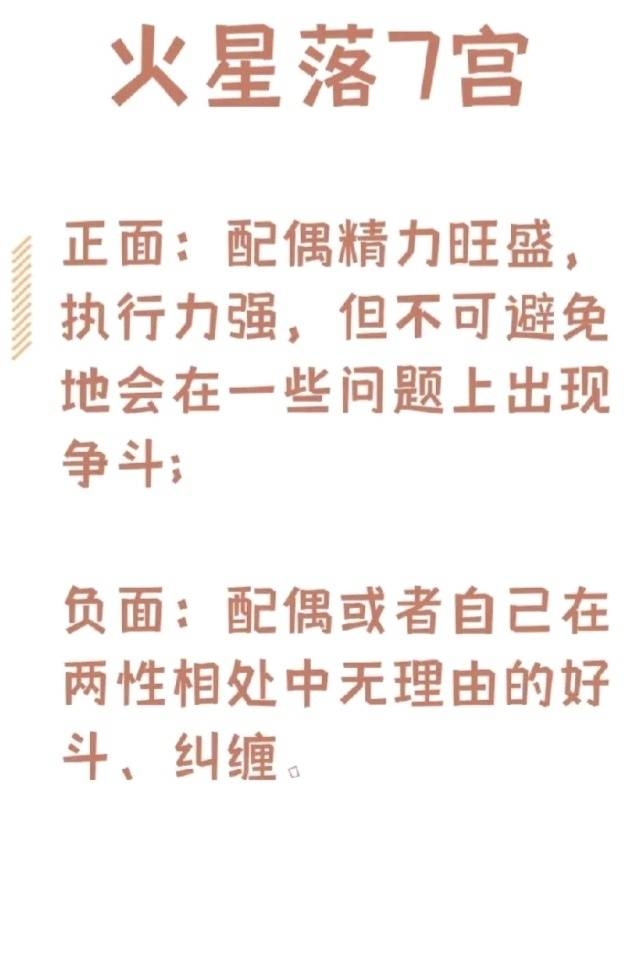 火星落7宫
正面：配偶精力旺盛，
执行力强，但不可避免
地会在一些问题上出现
争斗；
负面：配偶或者自己在
两性相处中无理由的好
斗、纠缠。